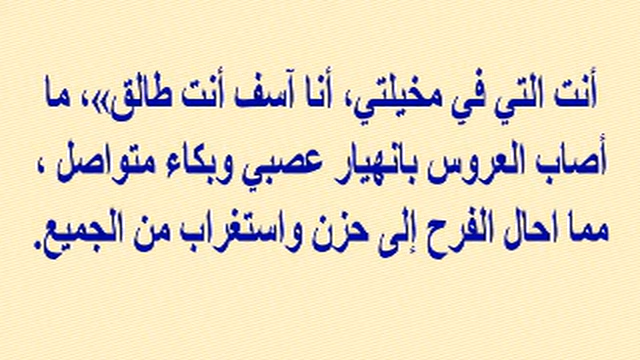 أنت التي في مخيلتي، أنا آسف أنت طالق»، ما
أصاب العروس بانهيار عصبي وبكاء متواصل ،
مما احال الفرح إلى حزن واستغراب من الجميع.